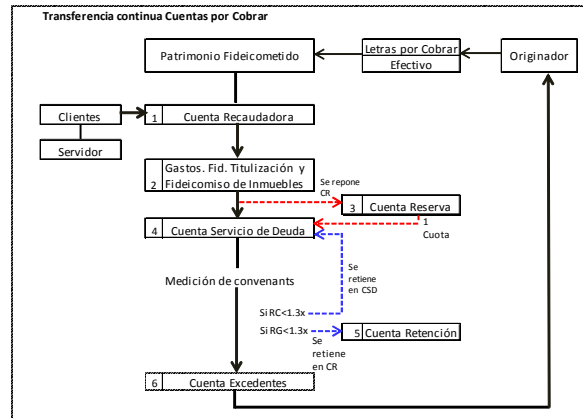 Transferencia continua Cuentas por Cobrar
Patrimonio Fideicometido
Letras por Cobrar
Efectivo
Originador
Clientes
Servidor
1 Cuenta Recaudadora
Gastos. Fid. Titulización y
2 Fideicomiso de Inmuebles
Se repone
CR
3 Cuenta Reserva
4 Cuenta Servicio de Deuda
1
Cuota
Se
retiene
en CSD
Medición de convenants
Si RC<1.3x
Si RG<1.3x
5 Cuenta Retención
Se
retiene
en CR
6 Cuenta Excedentes